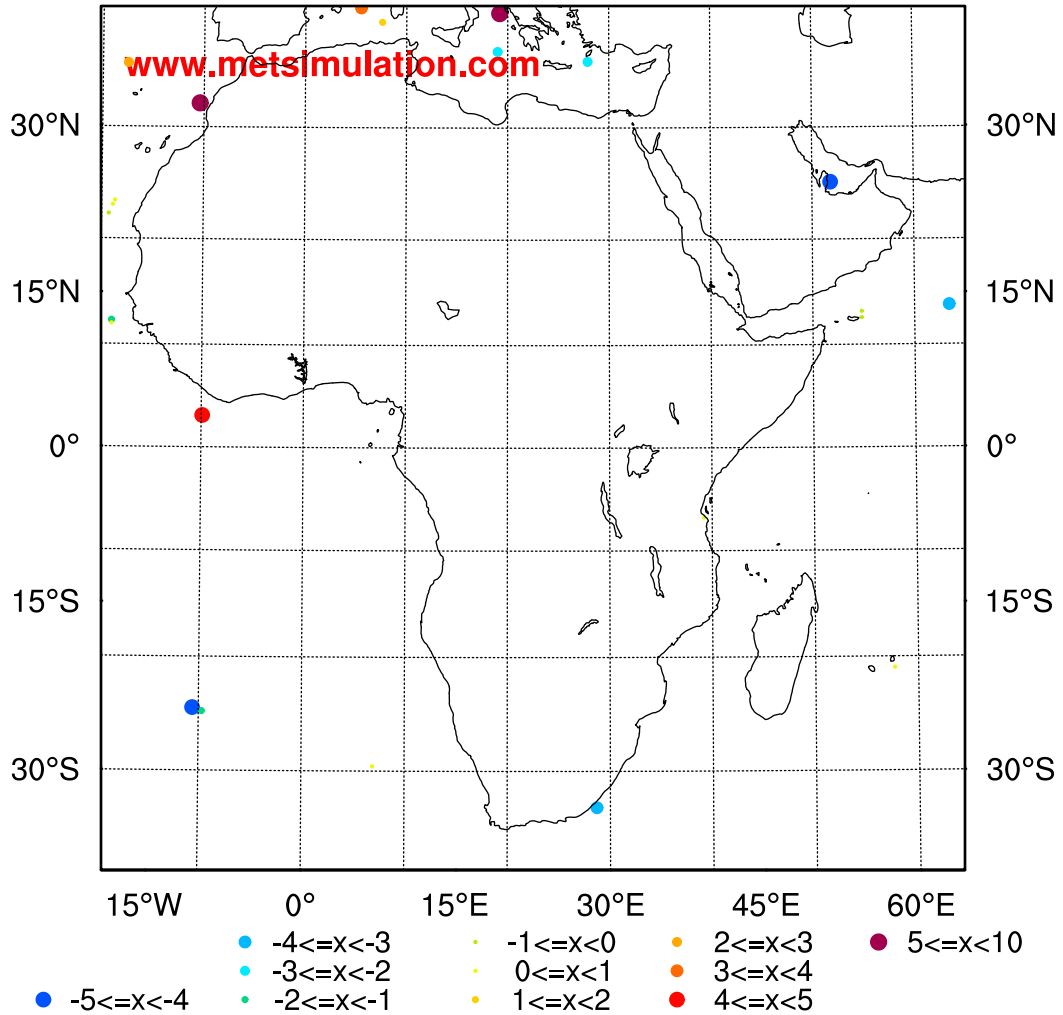 www.metsimulation.com
30°N 30°N
15°N 15°N
0° 0°
15°S 15°S
30°S 30°S
15°W 0° 15°E 30°E 45°E 60°E
-4<=x<-3 -1<=x<0 2<=x<3 5<=x<10
-3<=x<-2 0<=x<1 3<=x<4
-5<=x<-4 -2<=x<-1 1<=x<2 4<=x<5